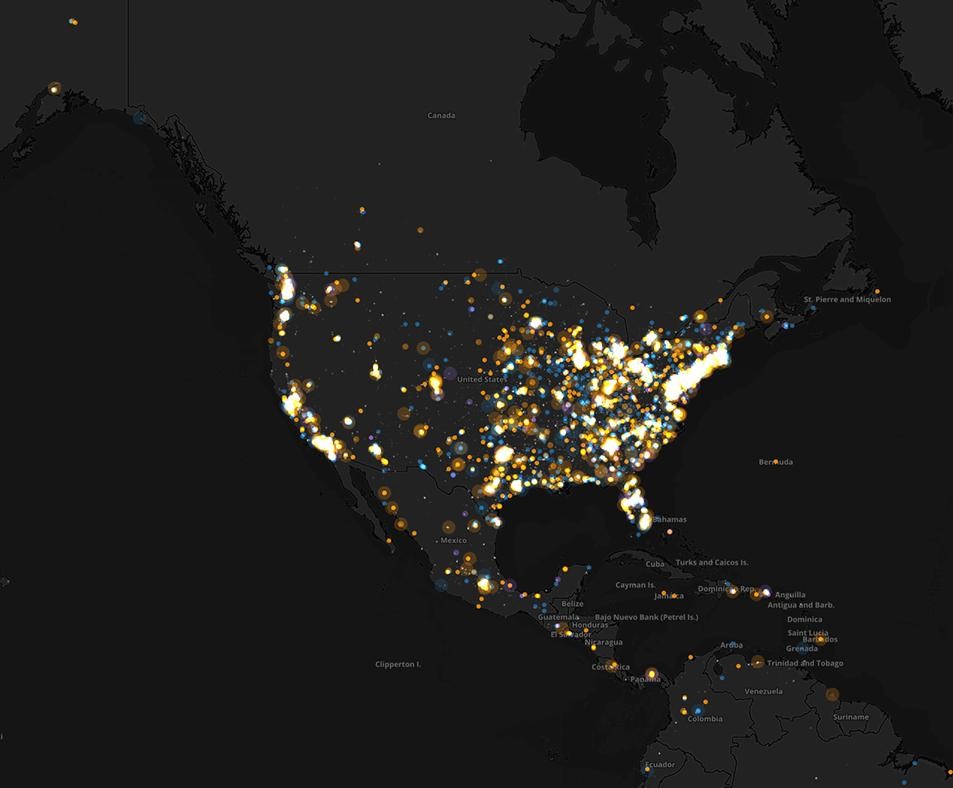 Canada
St. Pierre and Miquelon
United States
Bermuda
Bahamas
Mexico
Cuba
Turks and Caicos Is.
Cayman Is.
Dominican Rep.
Jamaica
Anguilla
Belize
Antigua and Barb.
Guatemala
Bajo Nuevo Bank (Petrel Is.)
Dominica
Honduras
El Salvador
Saint Lucia
Barbados
Nicaragua
Aruba
Grenada
Clipperton I.
Costa Rica
Trinidad and Tobago
Panama
Venezuela
Colombia
Suriname
Ecuador